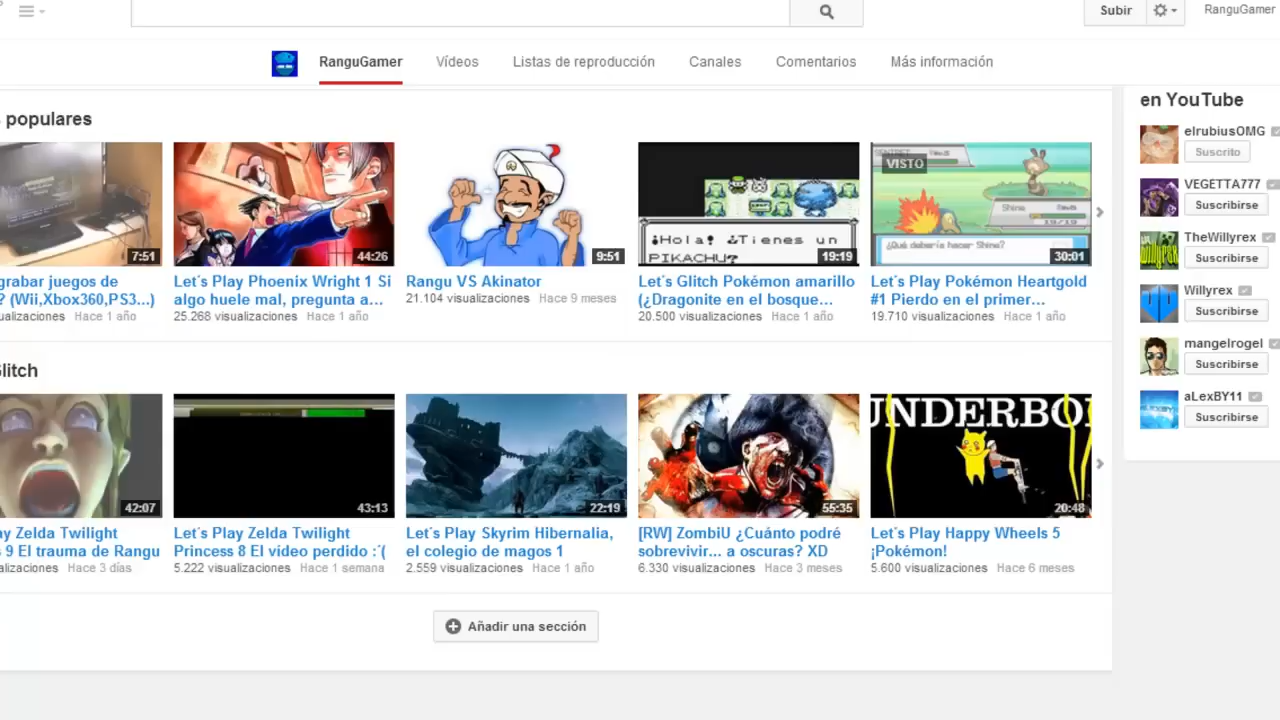 Subir
RanguGamer
RanguGamer
Vídeos
Listas de reproducción
Canales
Comentarios
Más información
populares
7:51
44:26
9:51
¡Hola! ¿Tienes un
PIKACHU?
19:19
VISTO
¿Qué debería hacer Shine?
30:01
grabar juegos de
? (Wii,Xbox360,PS3...)
ualizaciones Hace 1 año
Let´s Play Phoenix Wright 1 Si
algo huele mal, pregunta a...
25.268 visualizaciones Hace 1 año
Rangu VS Akinator
21.104 visualizaciones Hace 9 meses
Let´s Glitch Pokémon amarillo
(¿Dragonite en el bosque...
20.500 visualizaciones Hace 1 año
Let´s Play Pokémon Heartgold
#1 Pierdo en el primer...
19.710 visualizaciones Hace 1 año
Glitch
42:07
43:13
22:19
55:35
UNDERBO
20:48
ay Zelda Twilight
s 9 El trauma de Rangu
alizaciones Hace 3 días
Let´s Play Zelda Twilight
Princess 8 El video perdido :´(
5.222 visualizaciones Hace 1 semana
Let´s Play Skyrim Hibernalia,
el colegio de magos 1
2.559 visualizaciones Hace 1 año
[RW] ZombiU ¿Cuánto podré
sobrevivir... a oscuras? XD
6.330 visualizaciones Hace 3 meses
Let´s Play Happy Wheels 5
¡Pokémon!
5.600 visualizaciones Hace 6 meses
Añadir una sección
en YouTube
elrubiusOMG
Suscrito
VEGETTA777
Suscribirse
TheWillyrex
Suscribirse
Willyrex
Suscribirse
mangelrogel
Suscribirse
aLexBY11
Suscribirse